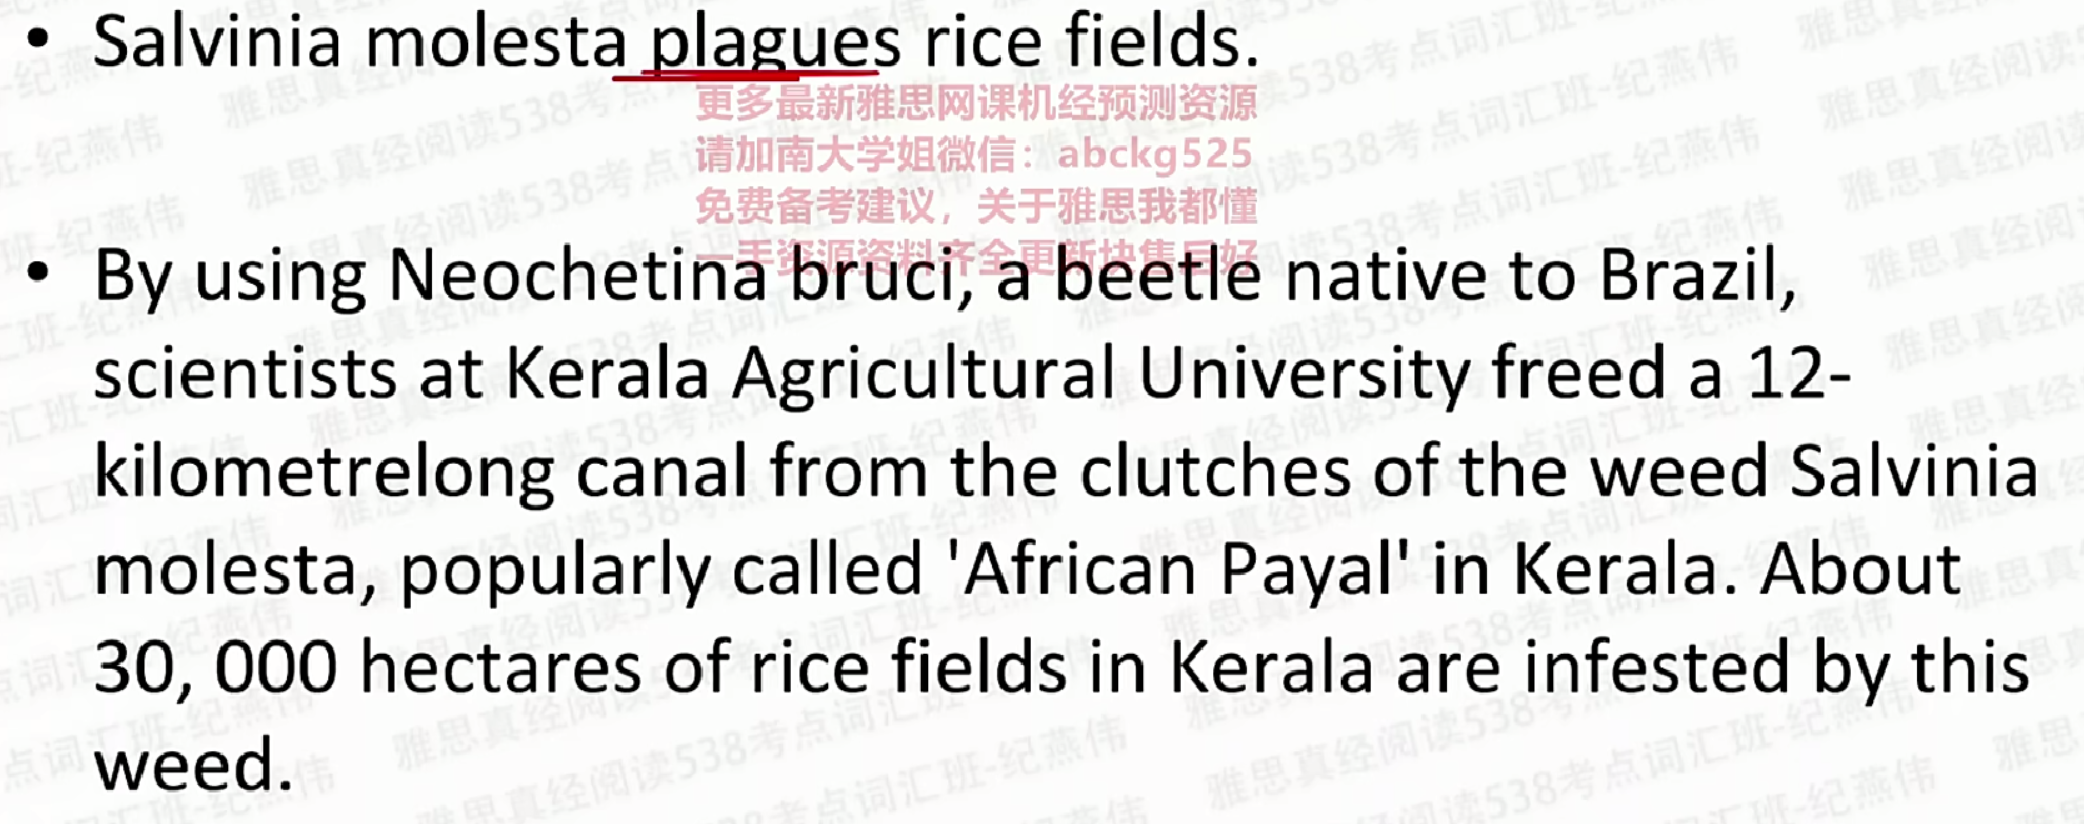 • Salvinia molesta plagues rice fields.
更多最新雅思网课机经预测资源
请加南大学姐微信：abckg525
免费备考建议，关于雅思我都懂
一手资源资料齐全更新快售后好
• By using Neochetina bruci, a beetle native to Brazil,
scientists at Kerala Agricultural University freed a 12-
kilometrelong canal from the clutches of the weed Salvinia
molesta, popularly called 'African Payal' in Kerala. About
30, 000 hectares of rice fields in Kerala are infested by this
weed.
雅思真经阅读538考点词汇班-纪燕伟